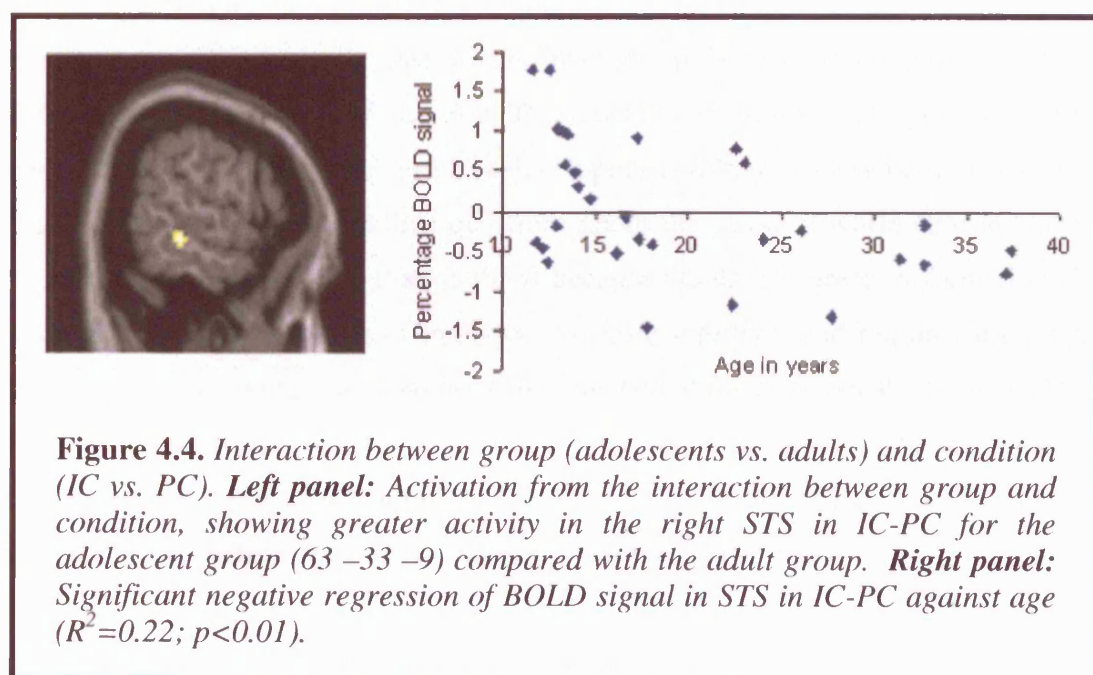 2
1.5
1
0.5
0
-0.5
-1
-1.5
-2
Percentage BOLD signal
10 15 20 25 30 35 40
Age in years
Figure 4.4. Interaction between group (adolescents vs. adults) and condition
(IC vs. PC). Left panel: Activation from the interaction between group and
condition, showing greater activity in the right STS in IC-PC for the
adolescent group (63 –33 –9) compared with the adult group. Right panel:
Significant negative regression of BOLD signal in STS in IC-PC against age
(R²=0.22; p<0.01).